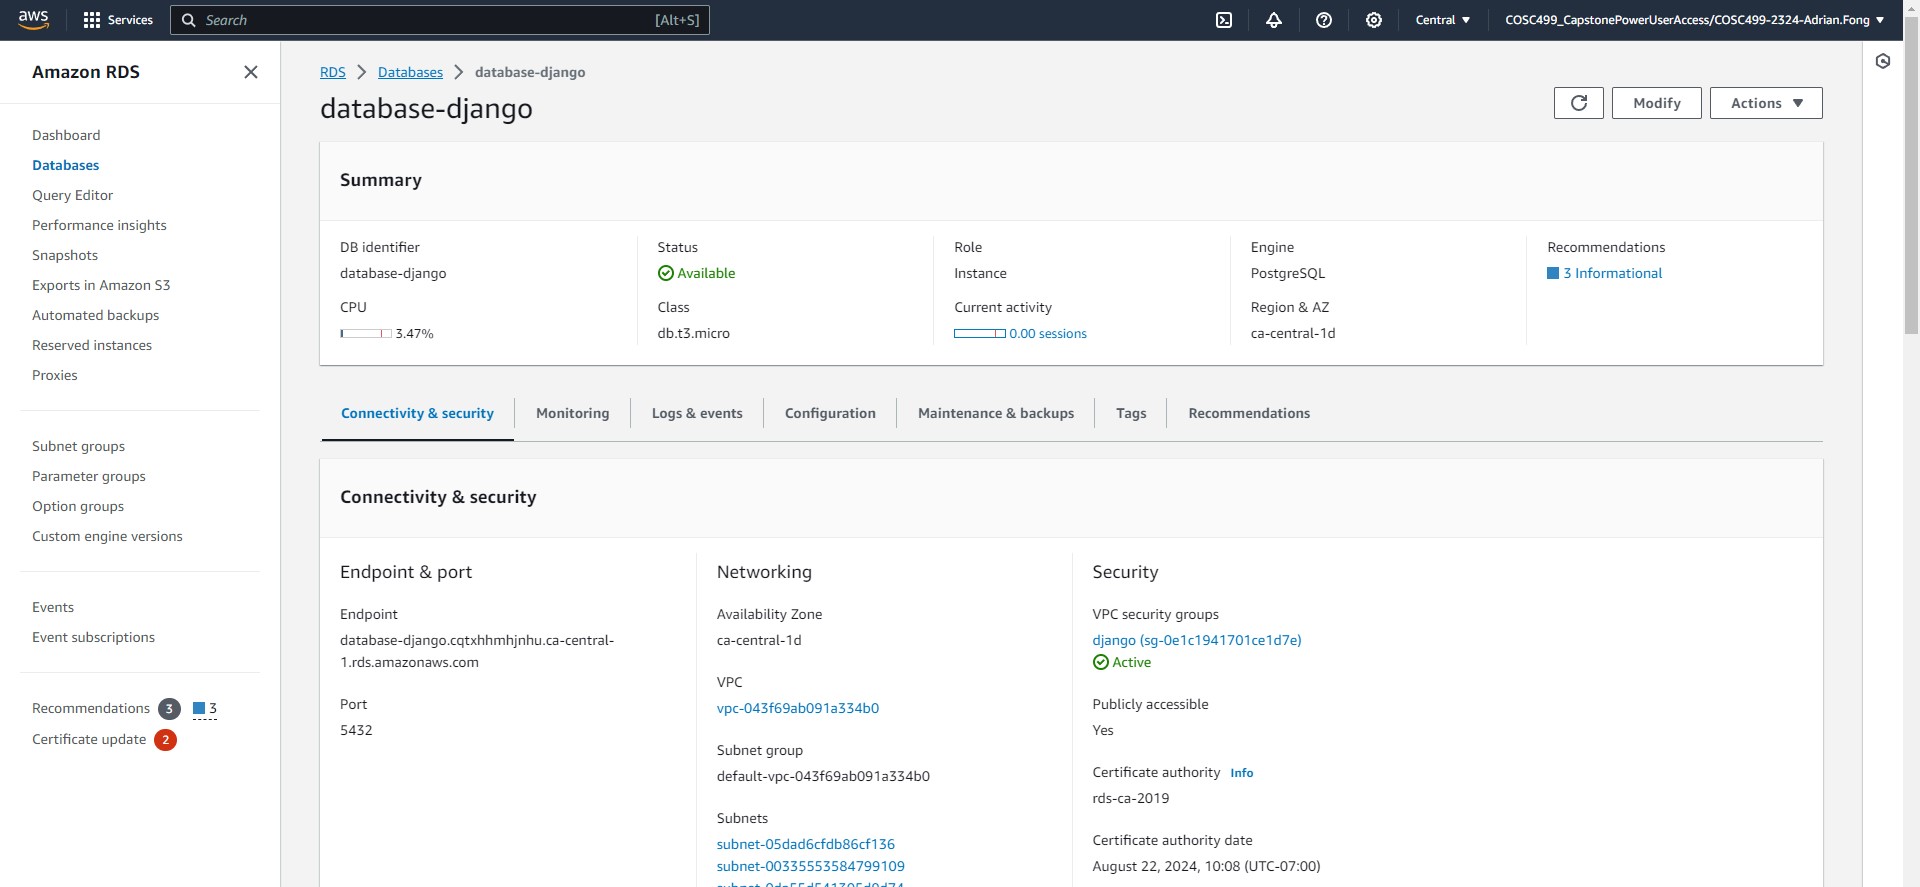 aws
Services
Search
[Alt+S]
Central
COSC499_CapstonePowerUserAccess/COSC499-2324-Adrian.Fong
Amazon RDS
Dashboard
Databases
Query Editor
Performance insights
Snapshots
Exports in Amazon S3
Automated backups
Reserved instances
Proxies
Subnet groups
Parameter groups
Option groups
Custom engine versions
Events
Event subscriptions
Recommendations 3 3
Certificate update 2
RDS > Databases > database-django
database-django
Modify
Actions
Summary
DB identifier
database-django
CPU
3.47%
Status
Available
Class
db.t3.micro
Role
Instance
Current activity
0.00 sessions
Engine
PostgreSQL
Region & AZ
ca-central-1d
Recommendations
3 Informational
Connectivity & security
Monitoring
Logs & events
Configuration
Maintenance & backups
Tags
Recommendations
Connectivity & security
Endpoint & port
Endpoint
database-django.cqtxhhmhjnhu.ca-central-
1.rds.amazonaws.com
Port
5432
Networking
Availability Zone
ca-central-1d
VPC
vpc-043f69ab091a334b0
Subnet group
default-vpc-043f69ab091a334b0
Subnets
subnet-05dad6cfdb86cf136
subnet-00335553584799109
Security
VPC security groups
django (sg-0e1c1941701ce1d7e)
Active
Publicly accessible
Yes
Certificate authority Info
rds-ca-2019
Certificate authority date
August 22, 2024, 10:08 (UTC-07:00)